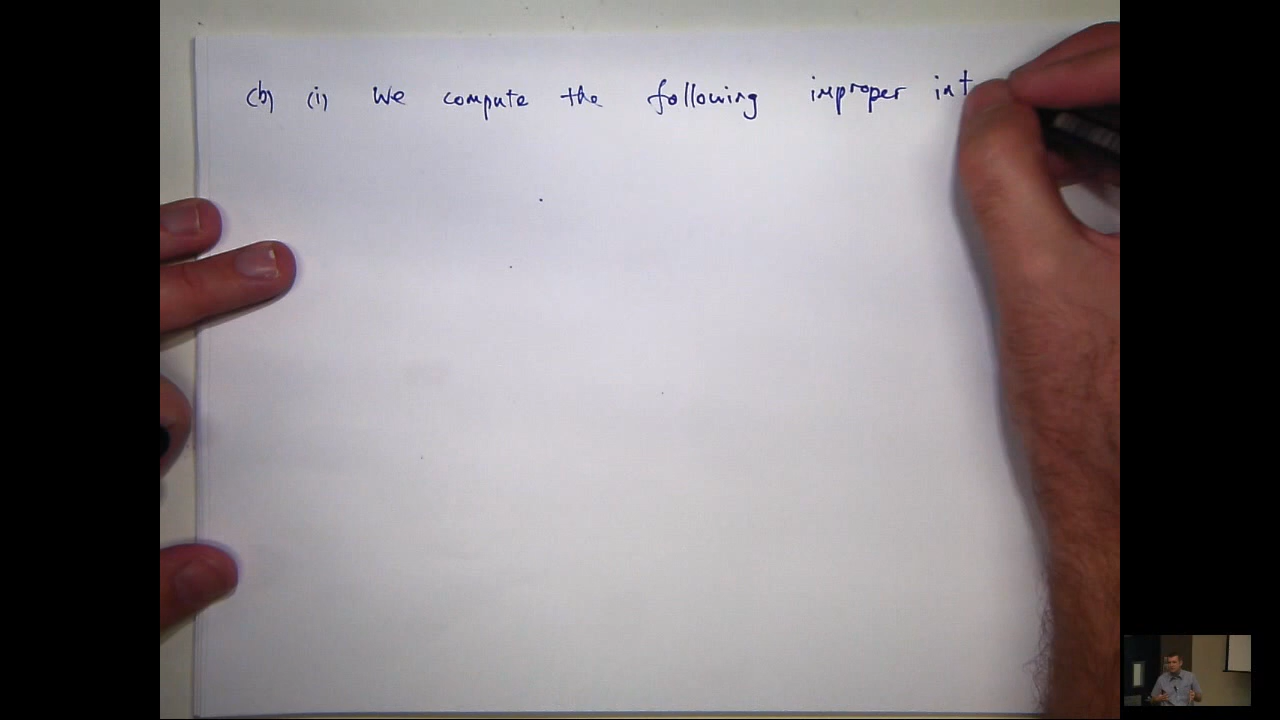 (b) (i) We compute the following improper int